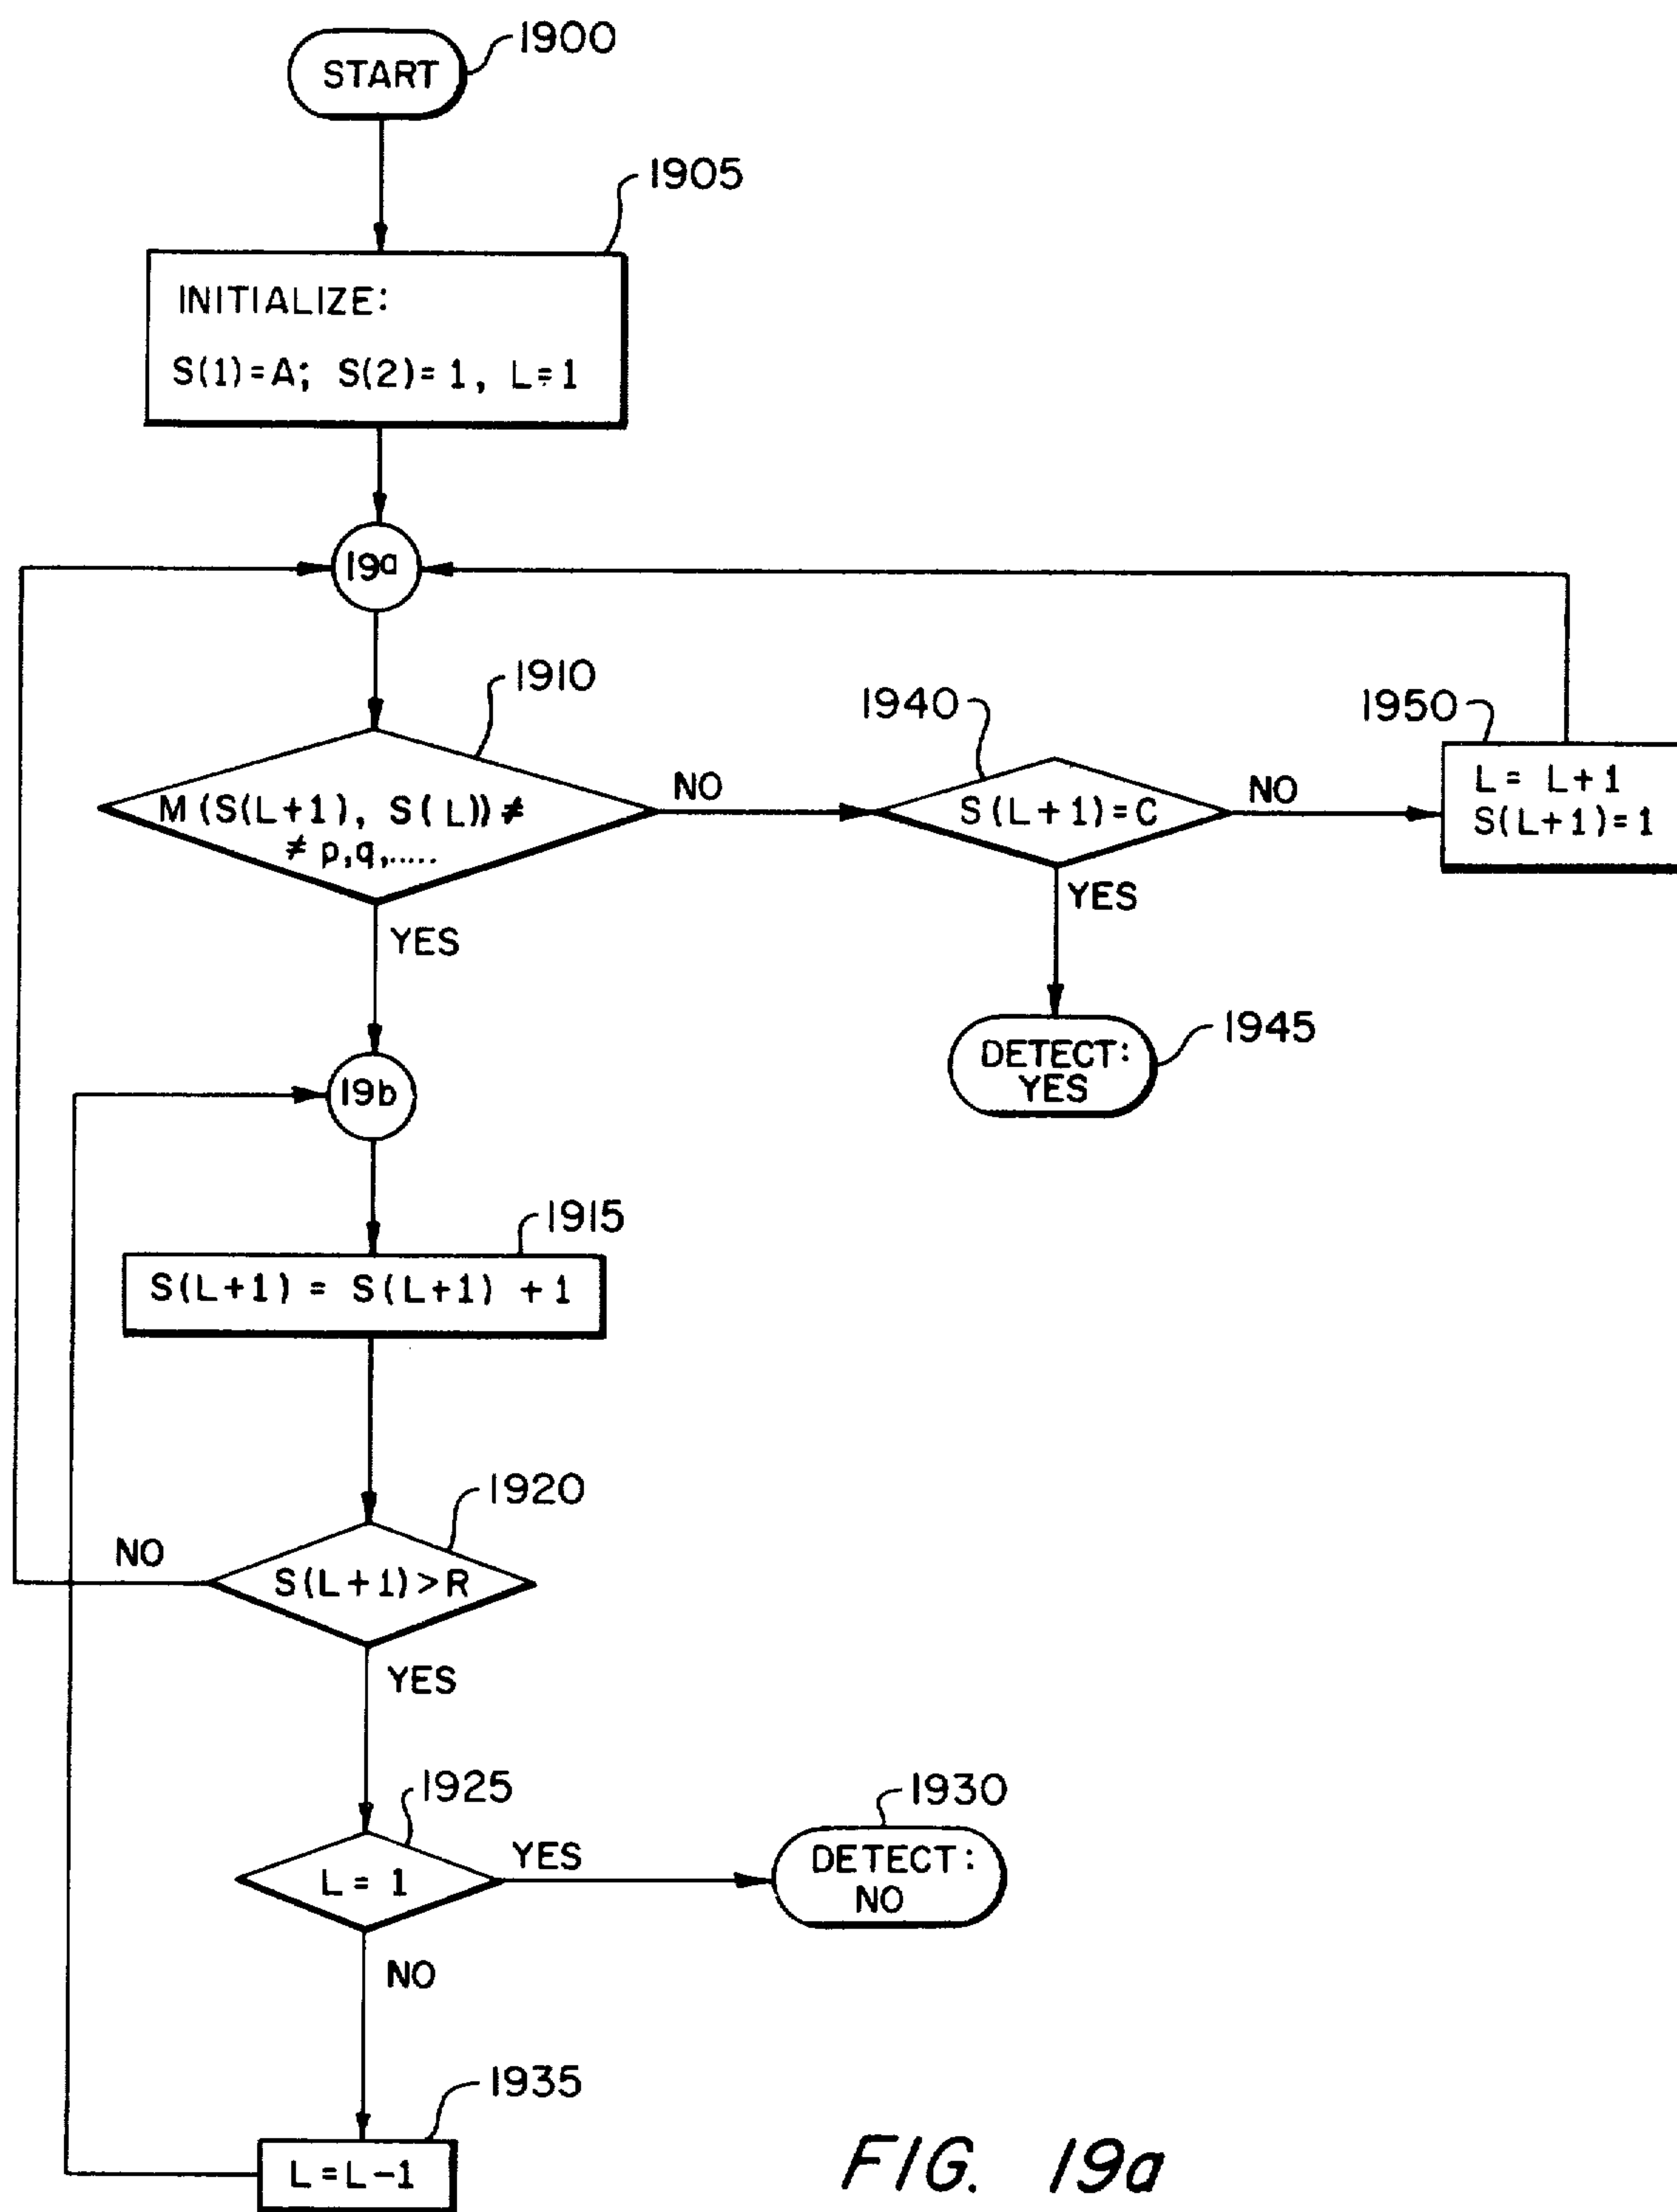 1900
START
1905
INITIALIZE:
S(1)=A; S(2)=1, L=1
19a
1910
M(S(L+1), S(L)) ≠
≠ p,q,.....
NO
YES
1940
S(L+1)=C
NO
YES
1950
L= L+1
S(L+1)=1
1945
DETECT:
YES
19b
1915
S(L+1) = S(L+1) +1
1920
NO
S(L+1)>R
YES
1925
L= 1
YES
NO
1930
DETECT:
NO
1935
L=L-1
FIG. 19a